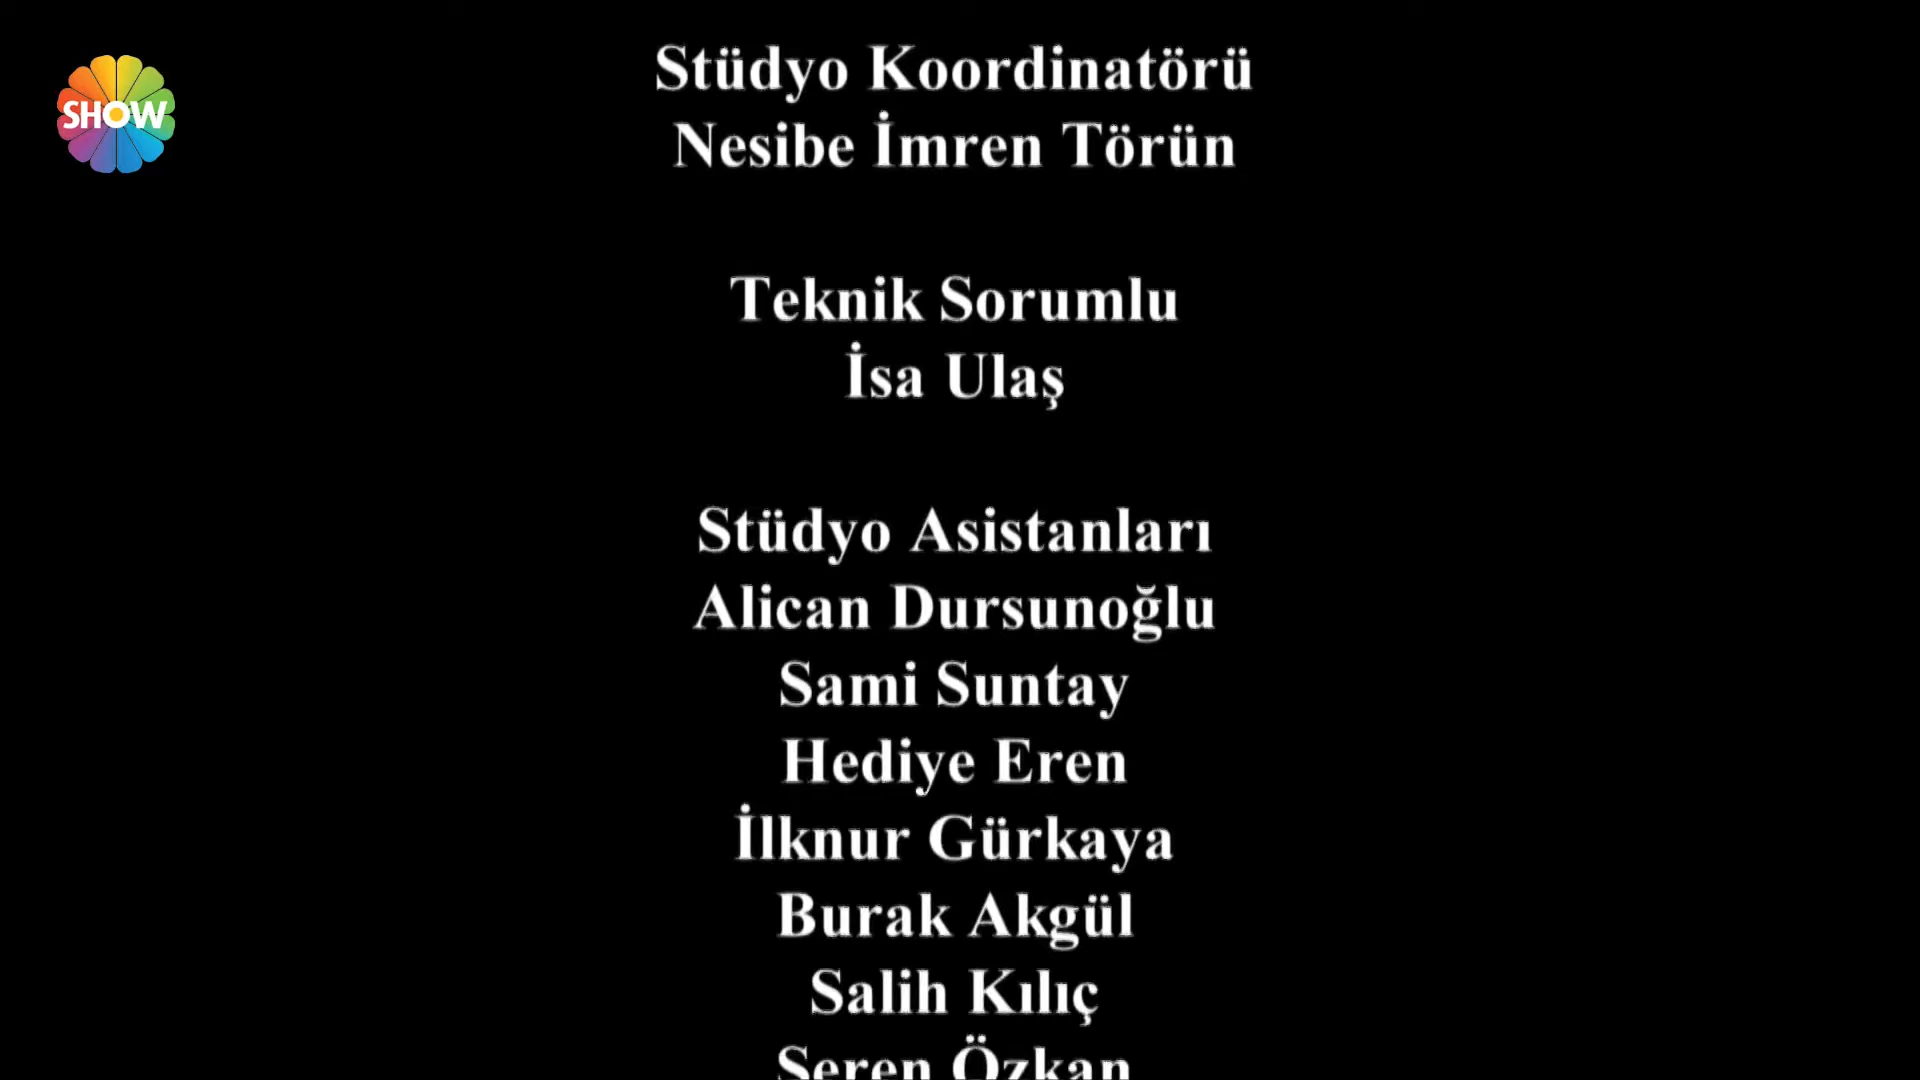 SHOW
Stüdyo Koordinatörü
Nesibe İmren Törün
Teknik Sorumlu
İsa Ulaş
Stüdyo Asistanları
Alican Dursunoğlu
Sami Suntay
Hediye Eren
İlknur Gürkaya
Burak Akgül
Salih Kılıç
Seren Özkan